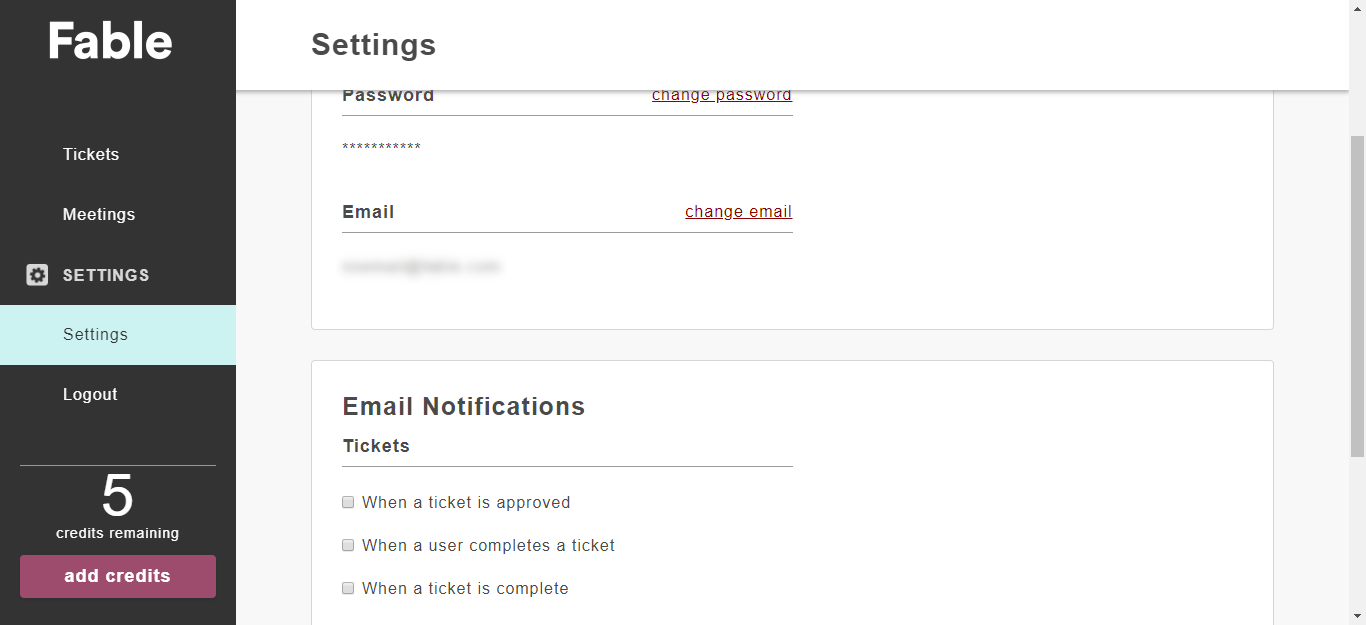 Fable
Tickets
Meetings
SETTINGS
Settings
Logout
5
credits remaining
add credits
Settings
Password change password
***********
Email change email
Email Notifications
Tickets
When a ticket is approved
When a user completes a ticket
When a ticket is complete